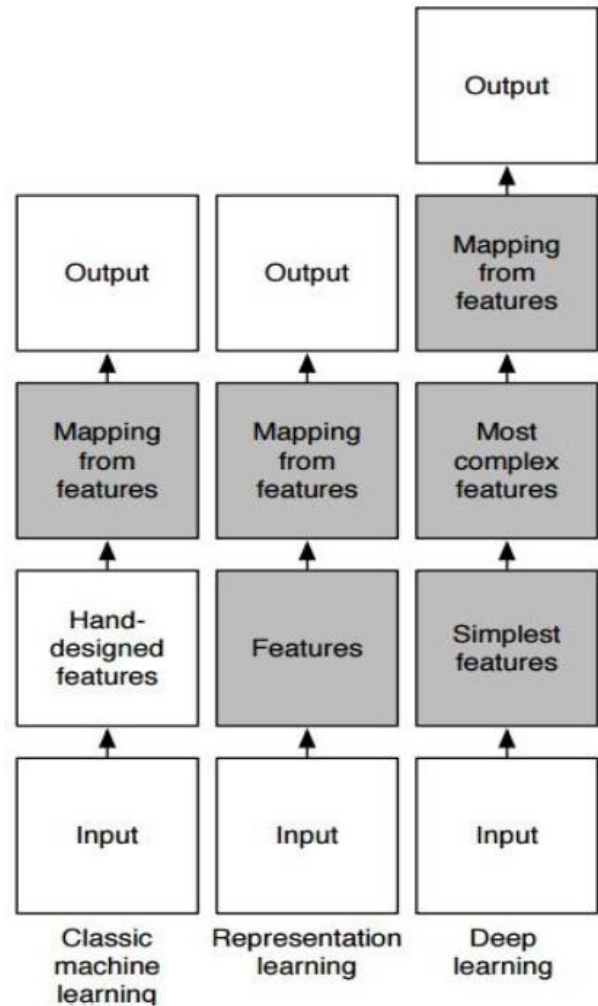 Output
Mapping
from
features
Most
complex
features
Simplest
features
Input
Deep
learning
Output
Mapping
from
features
Features
Input
Representation
learning
Output
Mapping
from
features
Hand-
designed
features
Input
Classic
machine
learning